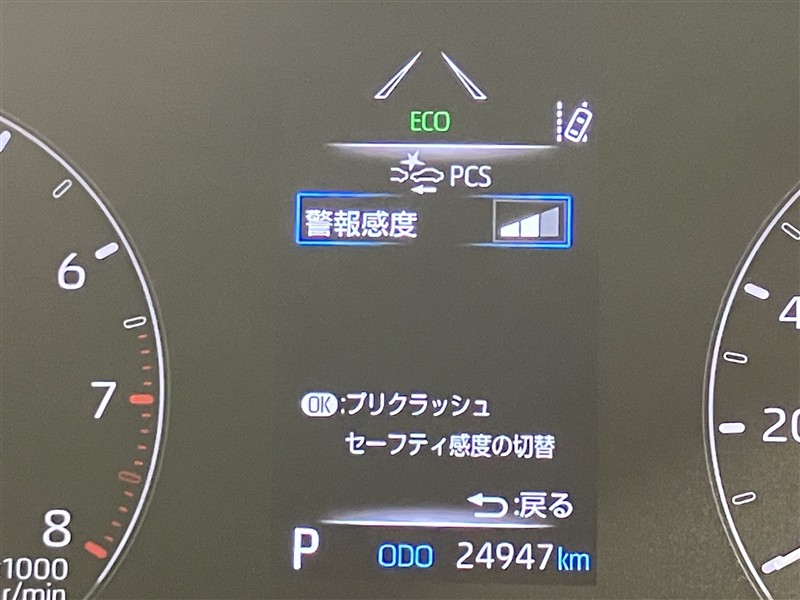 ECO
PCS
警報感度
OK:プリクラッシュ
セーフティ感度の切替
:戻る
P ODO 24947km
6
7
8
×1000
r/min
4
20